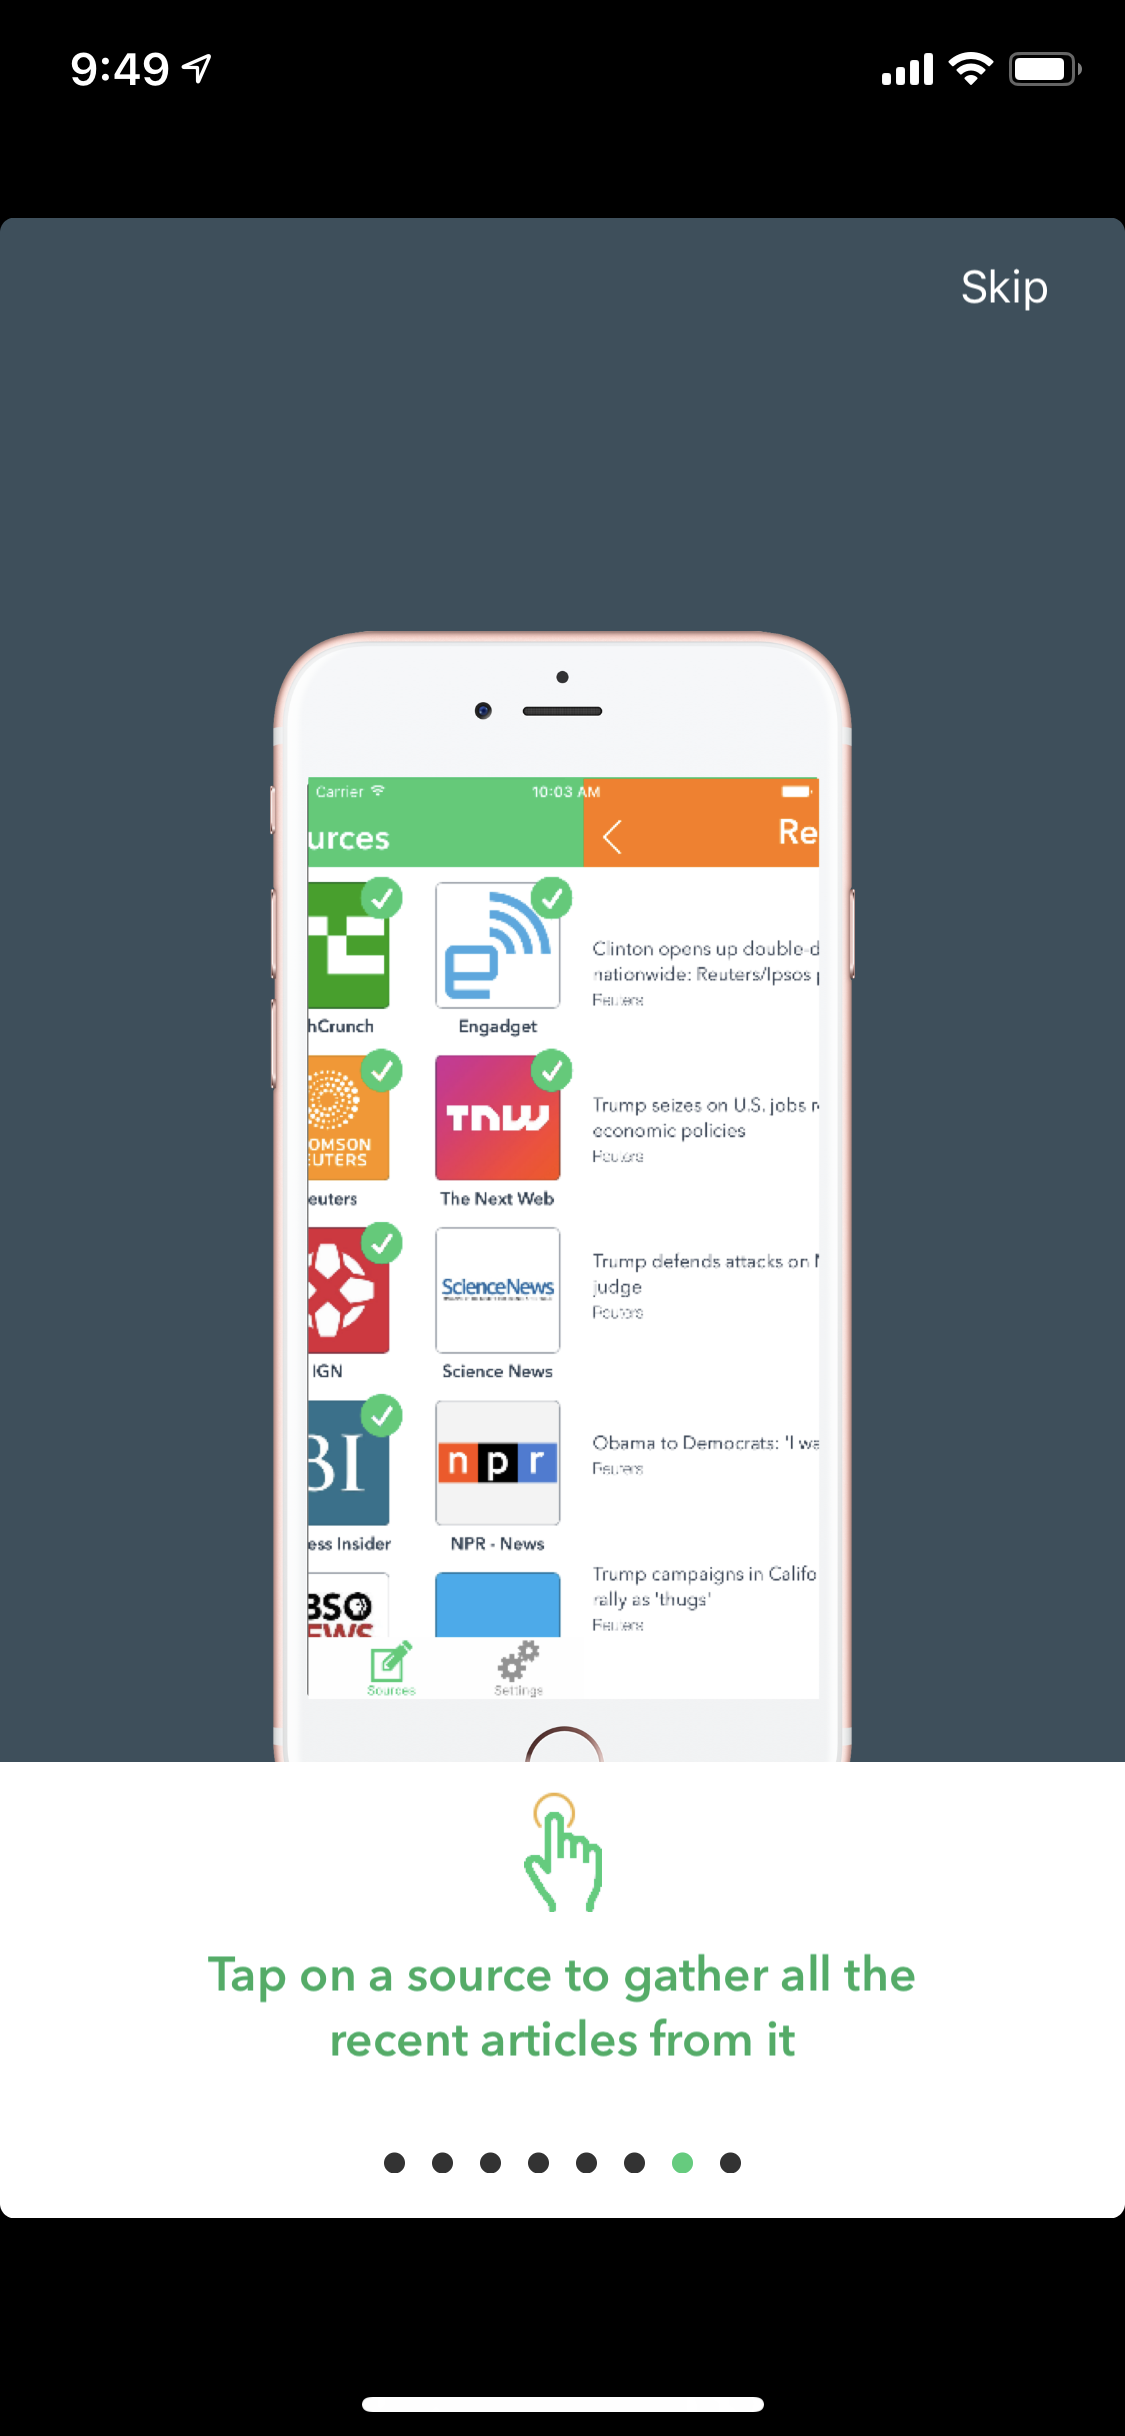 9:49
Skip
Carrier
10:03 AM
urces
Re
hCrunch
e
Engadget
OMSON
EUTERS
euters
TNW
The Next Web
IGN
ScienceNews
Science News
BI
ess Insider
npr
NPR - News
BSO
EWS
Sources
Settings
Clinton opens up double-d
nationwide: Reuters/Ipsos p
Reuters
Trump seizes on U.S. jobs r
economic policies
Reuters
Trump defends attacks on
judge
Reuters
Obama to Democrats: 'I wa
Reuters
Trump campaigns in Califo
rally as 'thugs'
Reuters
Tap on a source to gather all the
recent articles from it